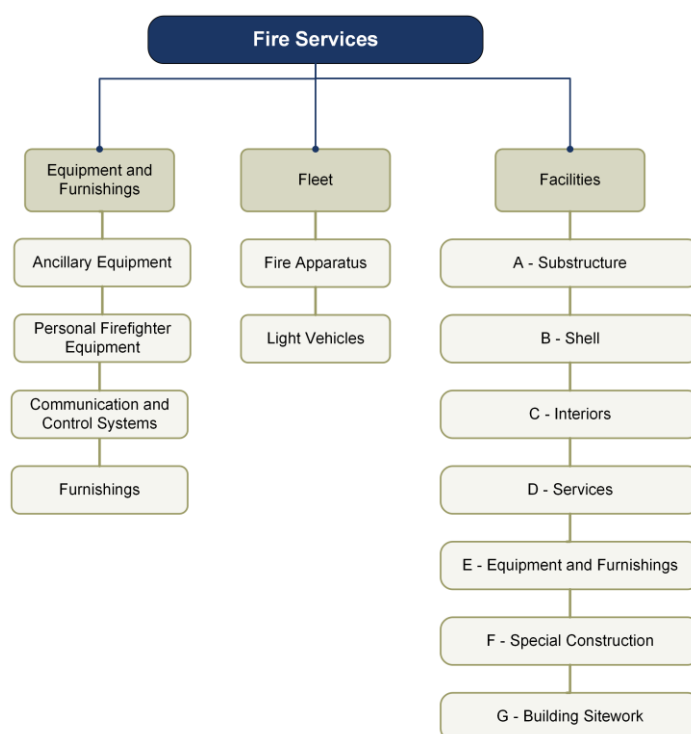 Fire Services
Equipment and
Furnishings
Ancillary Equipment
Personal Firefighter
Equipment
Communication and
Control Systems
Furnishings
Fleet
Fire Apparatus
Light Vehicles
Facilities
A - Substructure
B - Shell
C - Interiors
D - Services
E - Equipment and Furnishings
F - Special Construction
G - Building Sitework